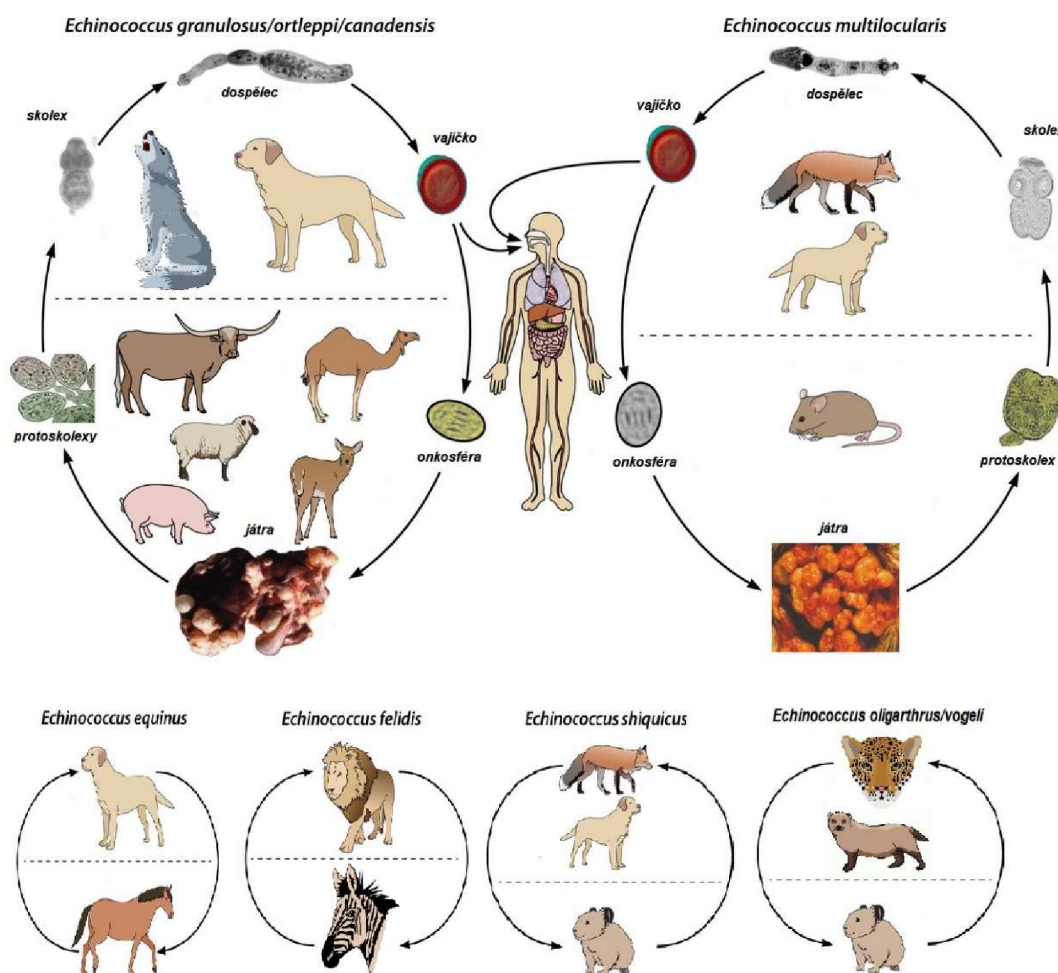 Echinococcus granulosus/ortleppi/canadensis
Echinococcus multilocularis
dospělec
dospělec
skolex
vajíčko
vajíčko
skolex
protoskolexy
onkosféra
onkosféra
protoskolex
játra
játra
Echinococcus equinus
Echinococcus felidis
Echinococcus shiquicus
Echinococcus oligarthrus/vogeli